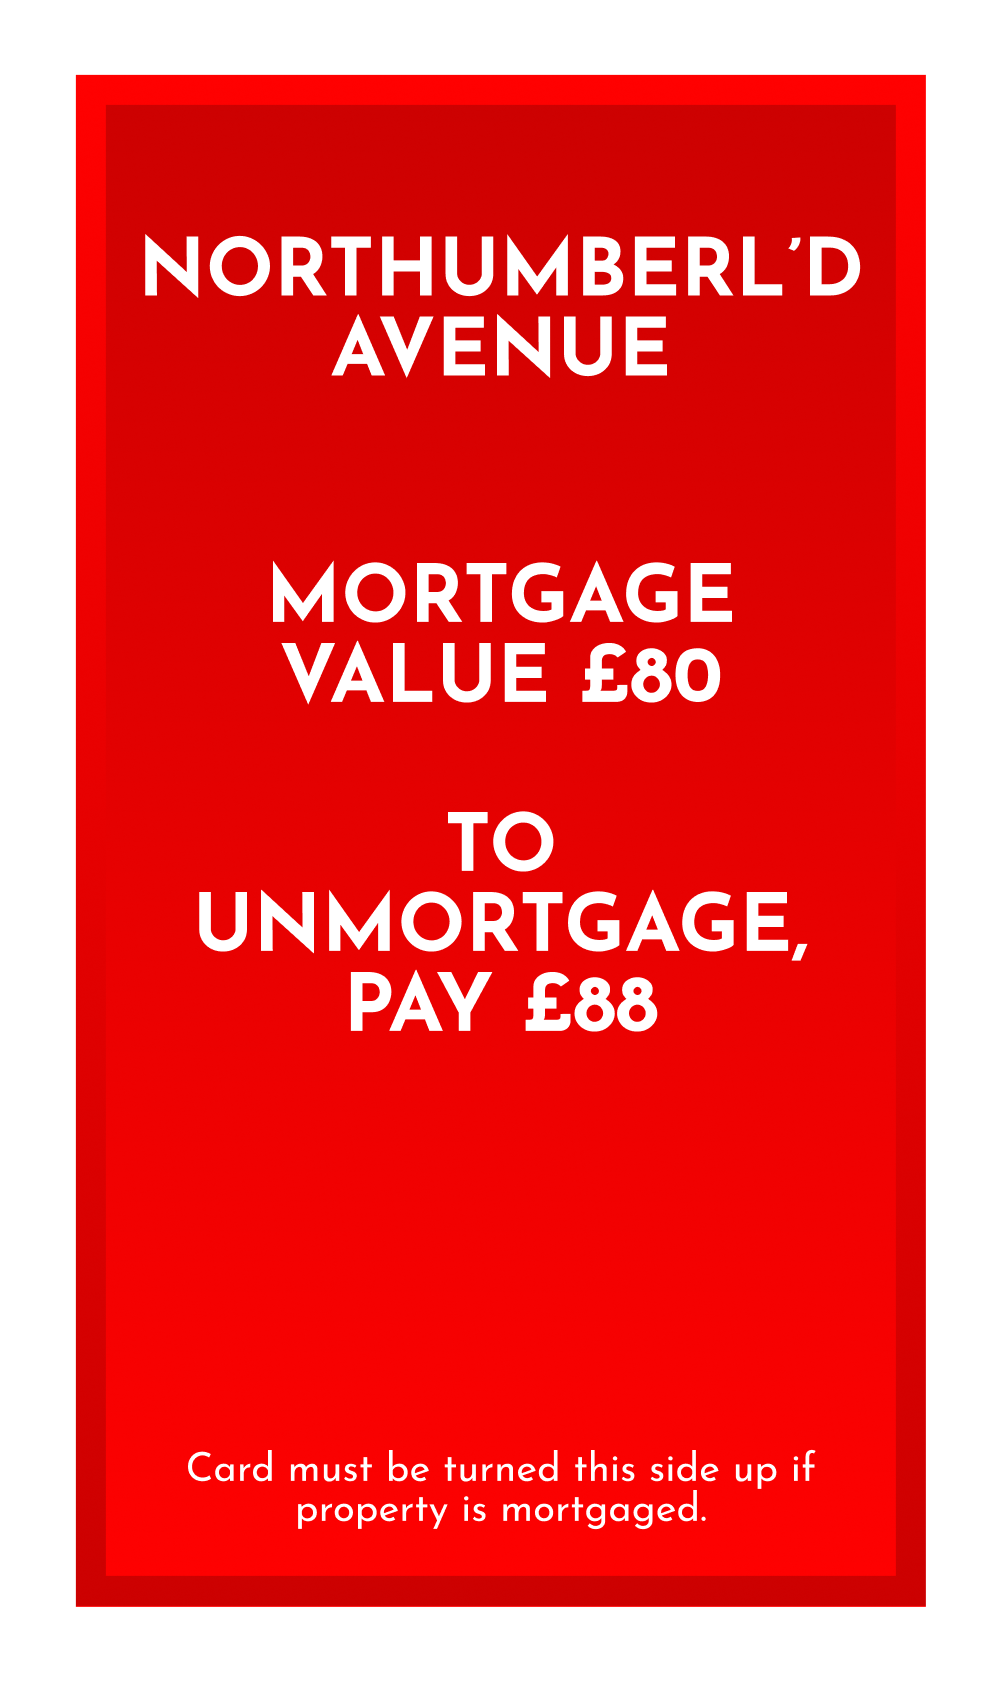 NORTHUMBERL’D
AVENUE
MORTGAGE
VALUE £80
TO
UNMORTGAGE,
PAY £88
Card must be turned this side up if
property is mortgaged.